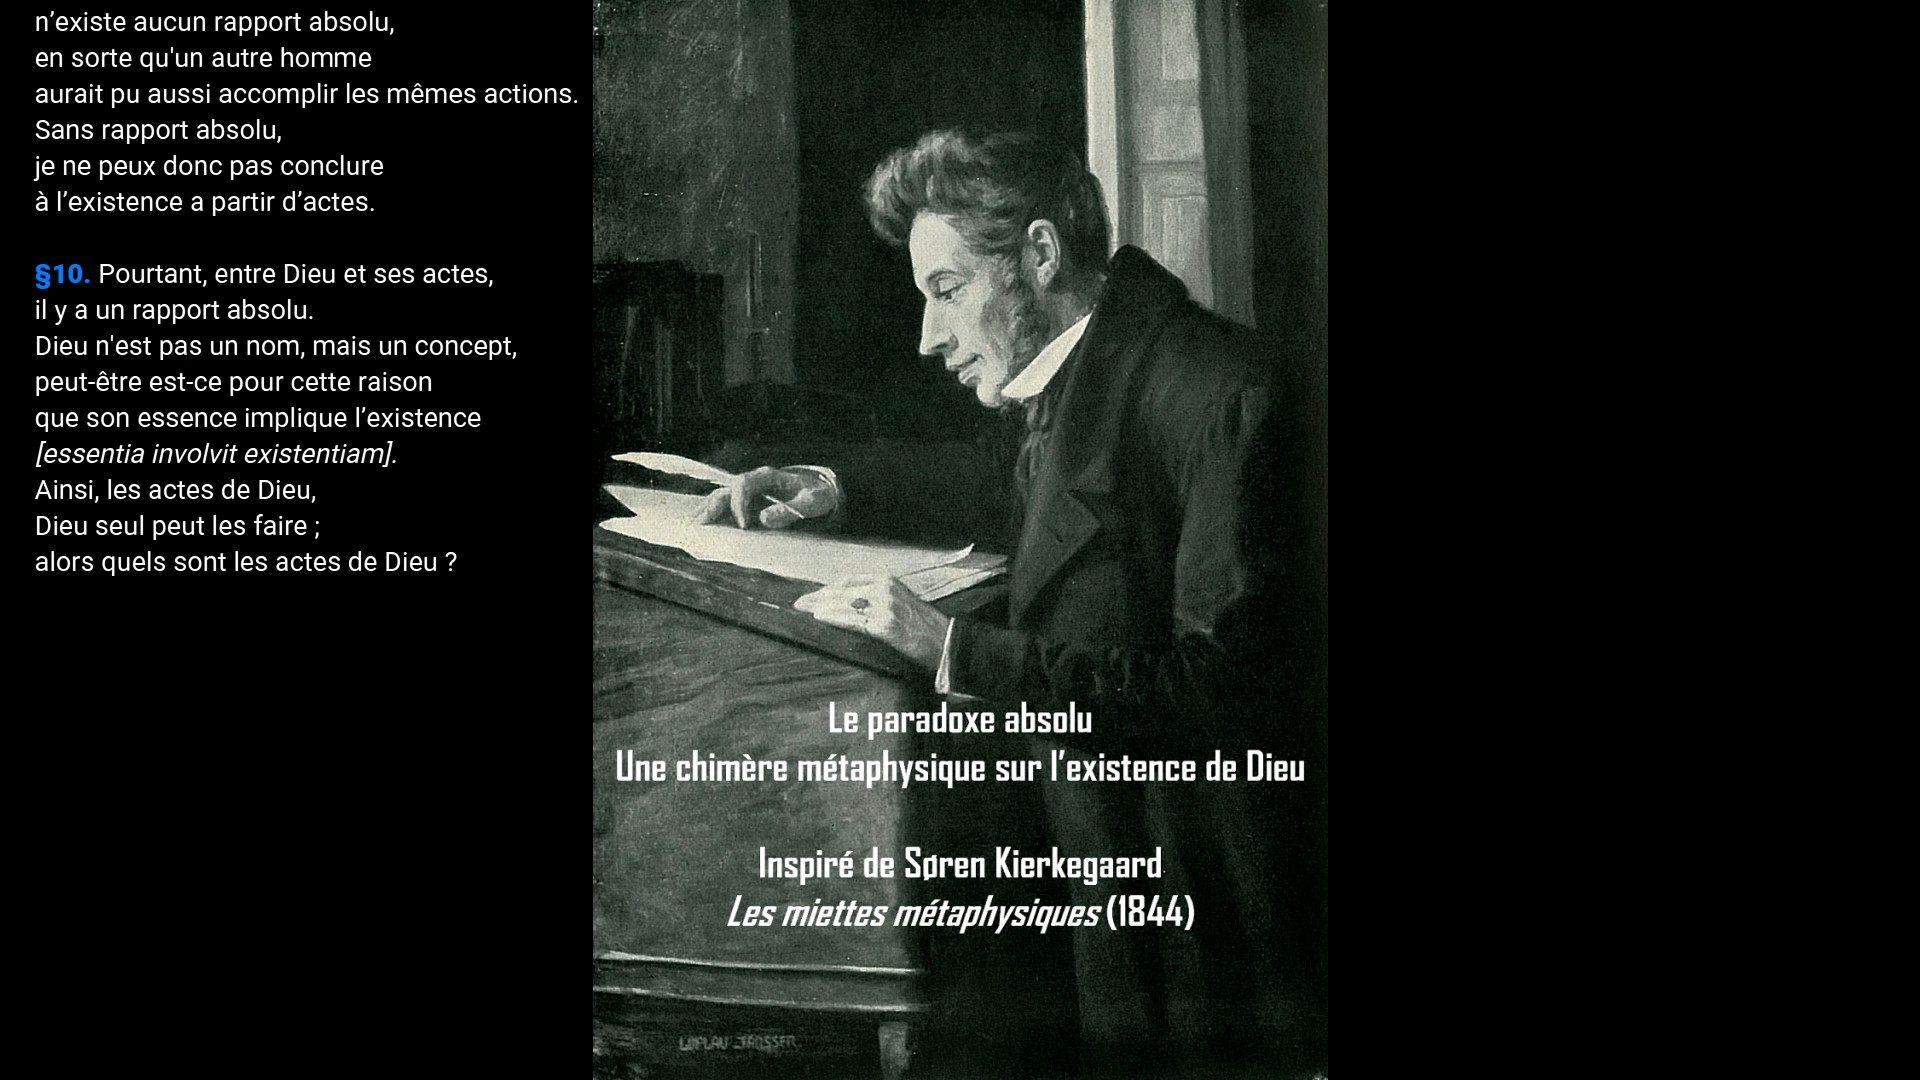 n’existe aucun rapport absolu,
en sorte qu'un autre homme
aurait pu aussi accomplir les mêmes actions.
Sans rapport absolu,
je ne peux donc pas conclure
à l’existence a partir d’actes.
§10. Pourtant, entre Dieu et ses actes,
il y a un rapport absolu.
Dieu n'est pas un nom, mais un concept,
peut-être est-ce pour cette raison
que son essence implique l’existence
[essentia involvit existentiam].
Ainsi, les actes de Dieu,
Dieu seul peut les faire ;
alors quels sont les actes de Dieu ?
Le paradoxe absolu
Une chimère métaphysique sur l’existence de Dieu
Inspiré de Søren Kierkegaard
Les miettes métaphysiques (1844)